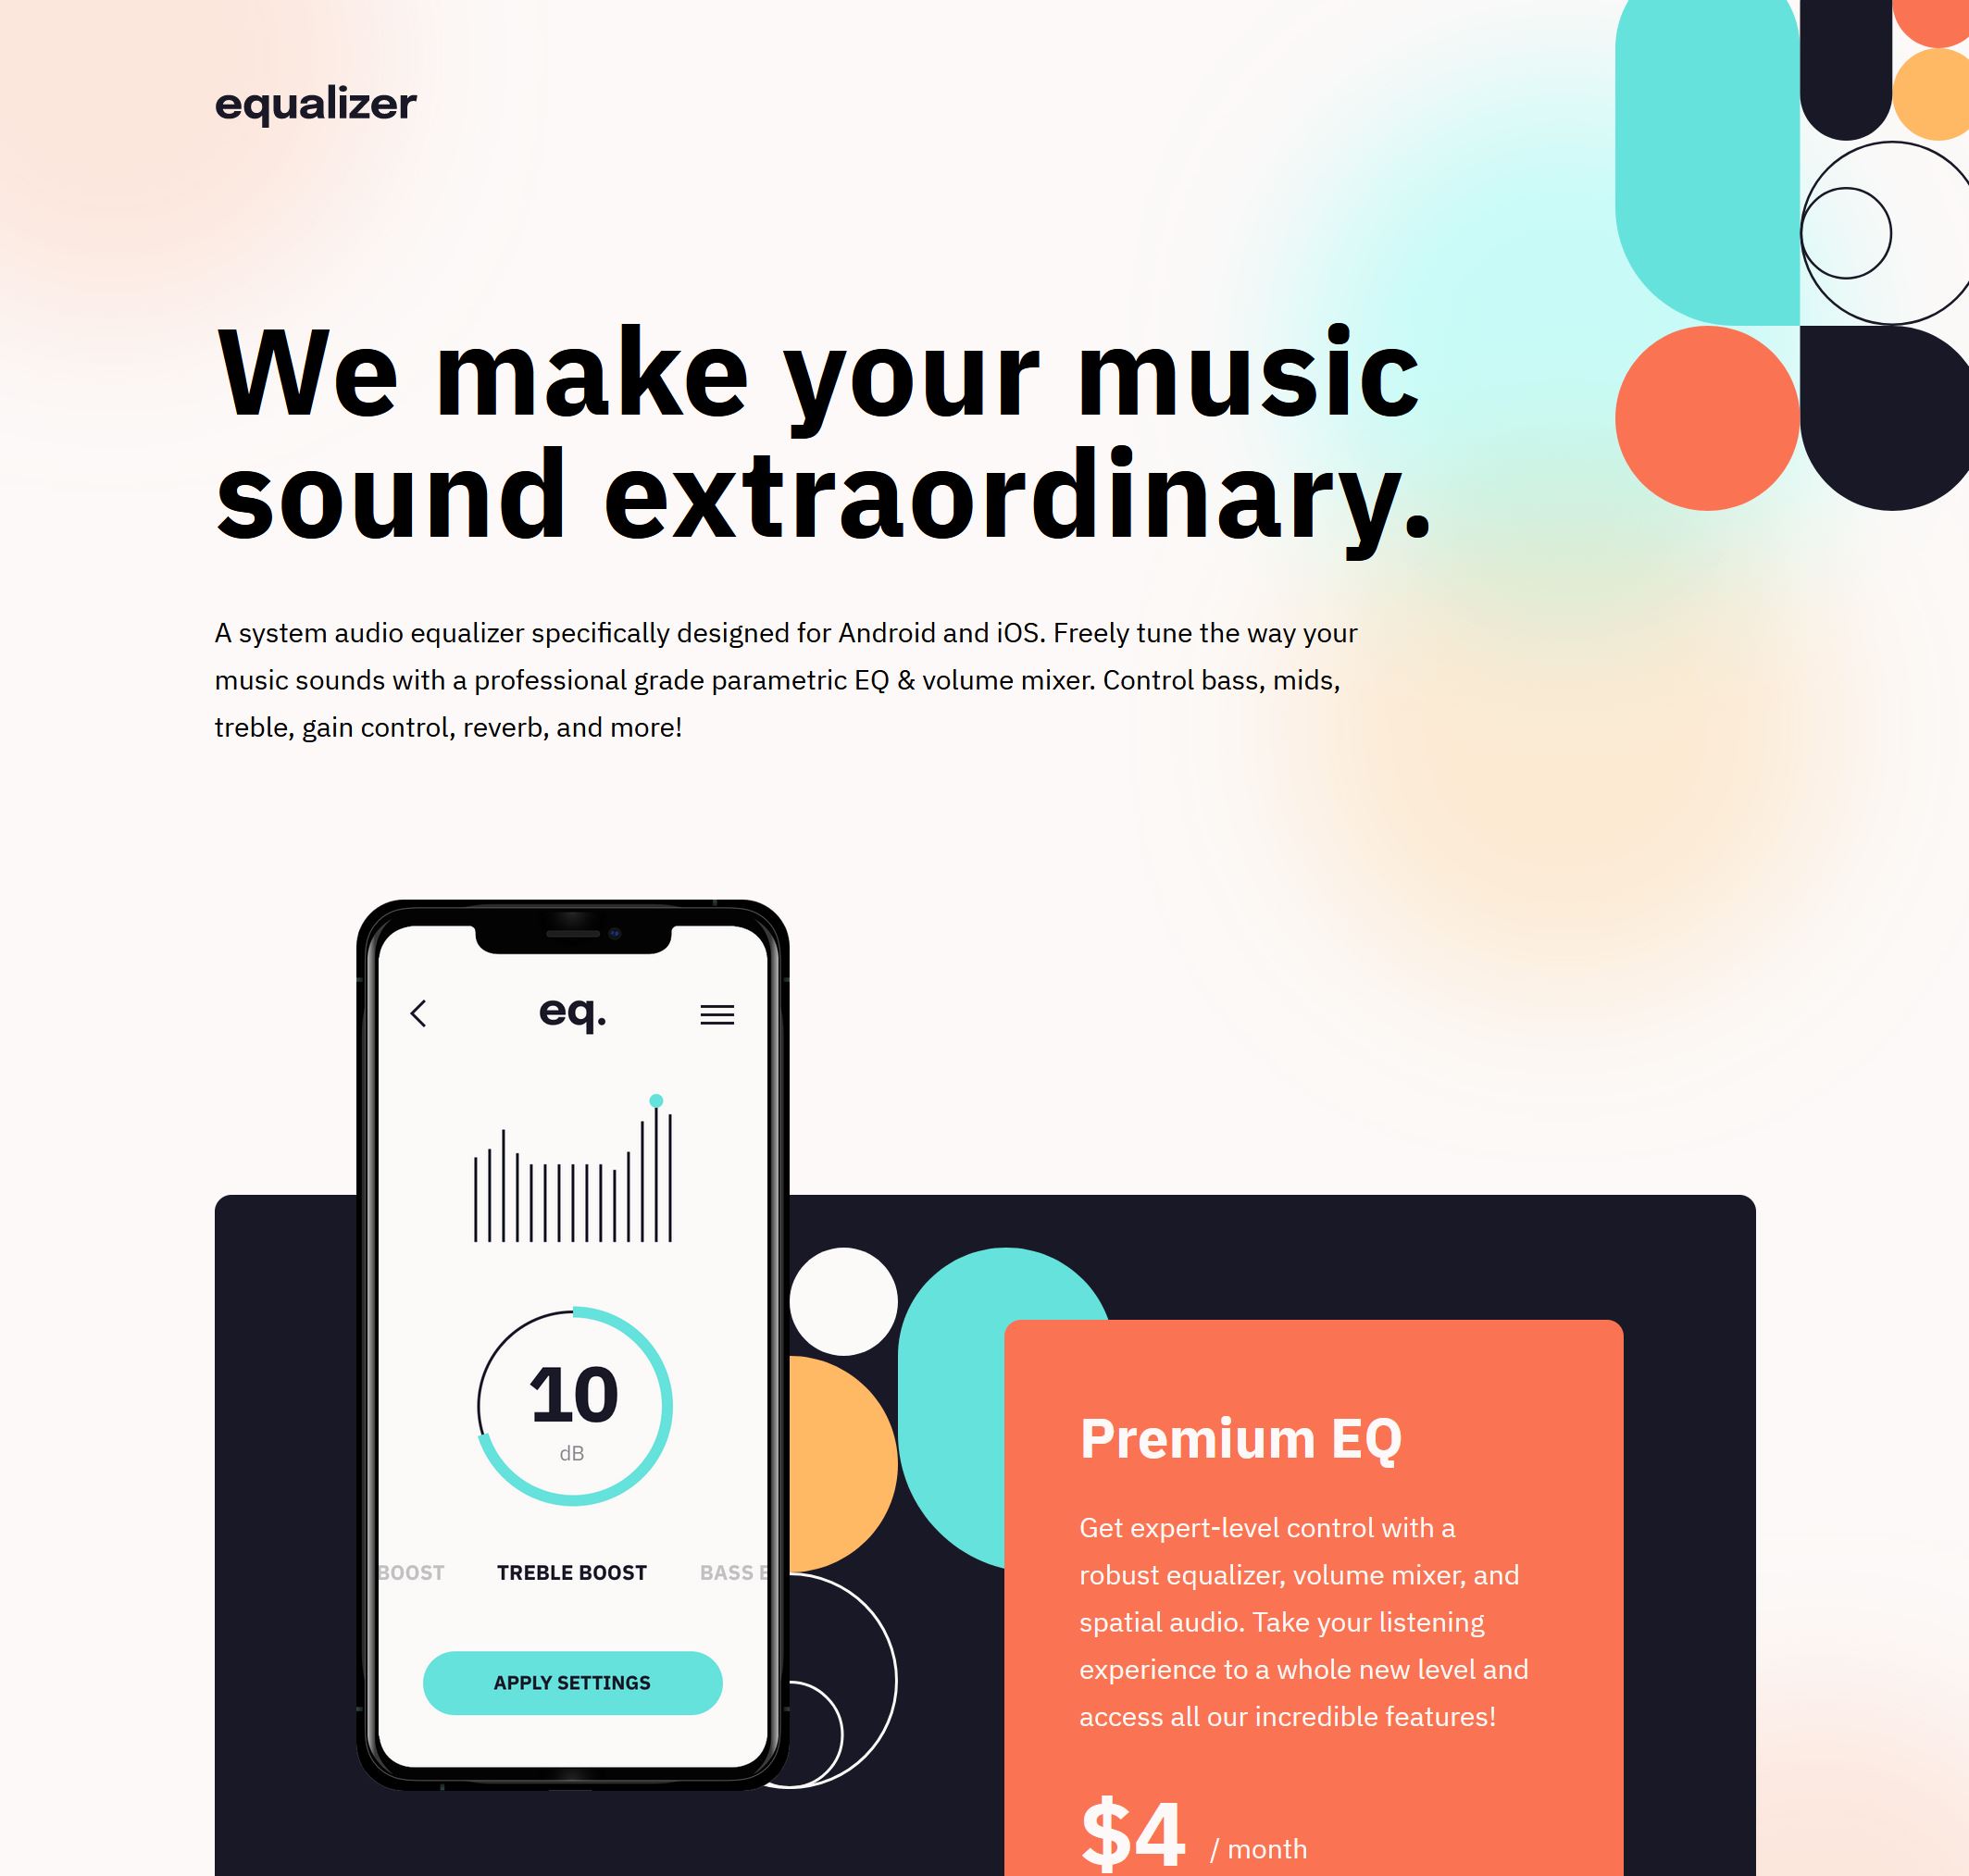 equalizer
We make your music
sound extraordinary.
A system audio equalizer specifically designed for Android and iOS. Freely tune the way your
music sounds with a professional grade parametric EQ & volume mixer. Control bass, mids,
treble, gain control, reverb, and more!
eq.
10
dB
BOOST TREBLE BOOST BASS
APPLY SETTINGS
Premium EQ
Get expert-level control with a
robust equalizer, volume mixer, and
spatial audio. Take your listening
experience to a whole new level and
access all our incredible features!
$4 / month